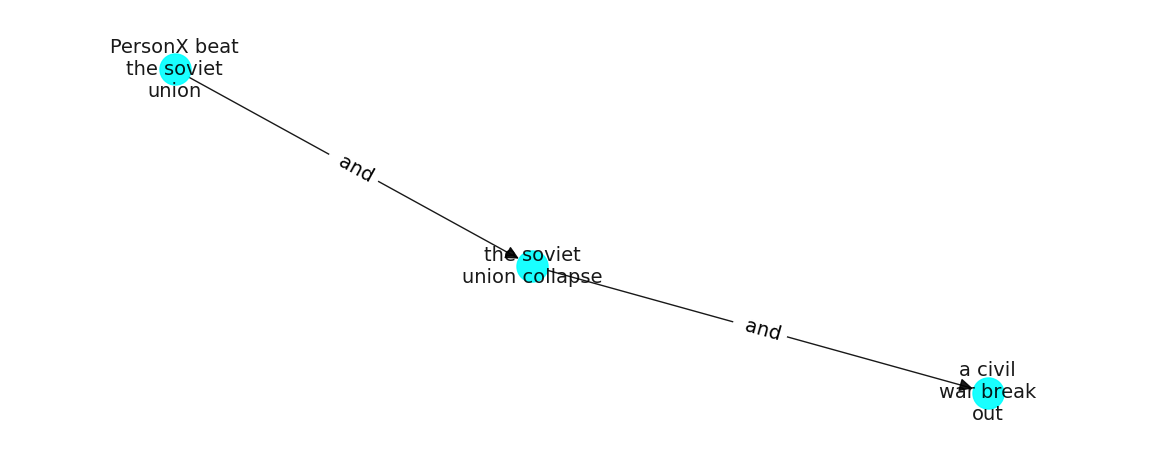 PersonX beat
the soviet
union
and
the soviet
union collapse
and
a civil
war break
out